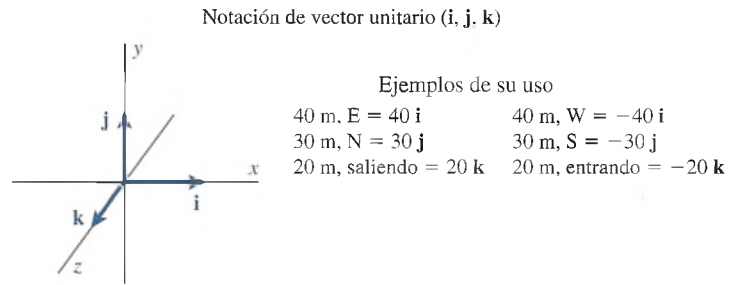 Notación de vector unitario (i, j. k)
y
Ejemplos de su uso
j
40 m, E = 40 i
40 m, W = −40 i
30 m, N = 30 j
30 m, S = −30 j
x
20 m, saliendo = 20 k
20 m, entrando = −20 k
i
k
z